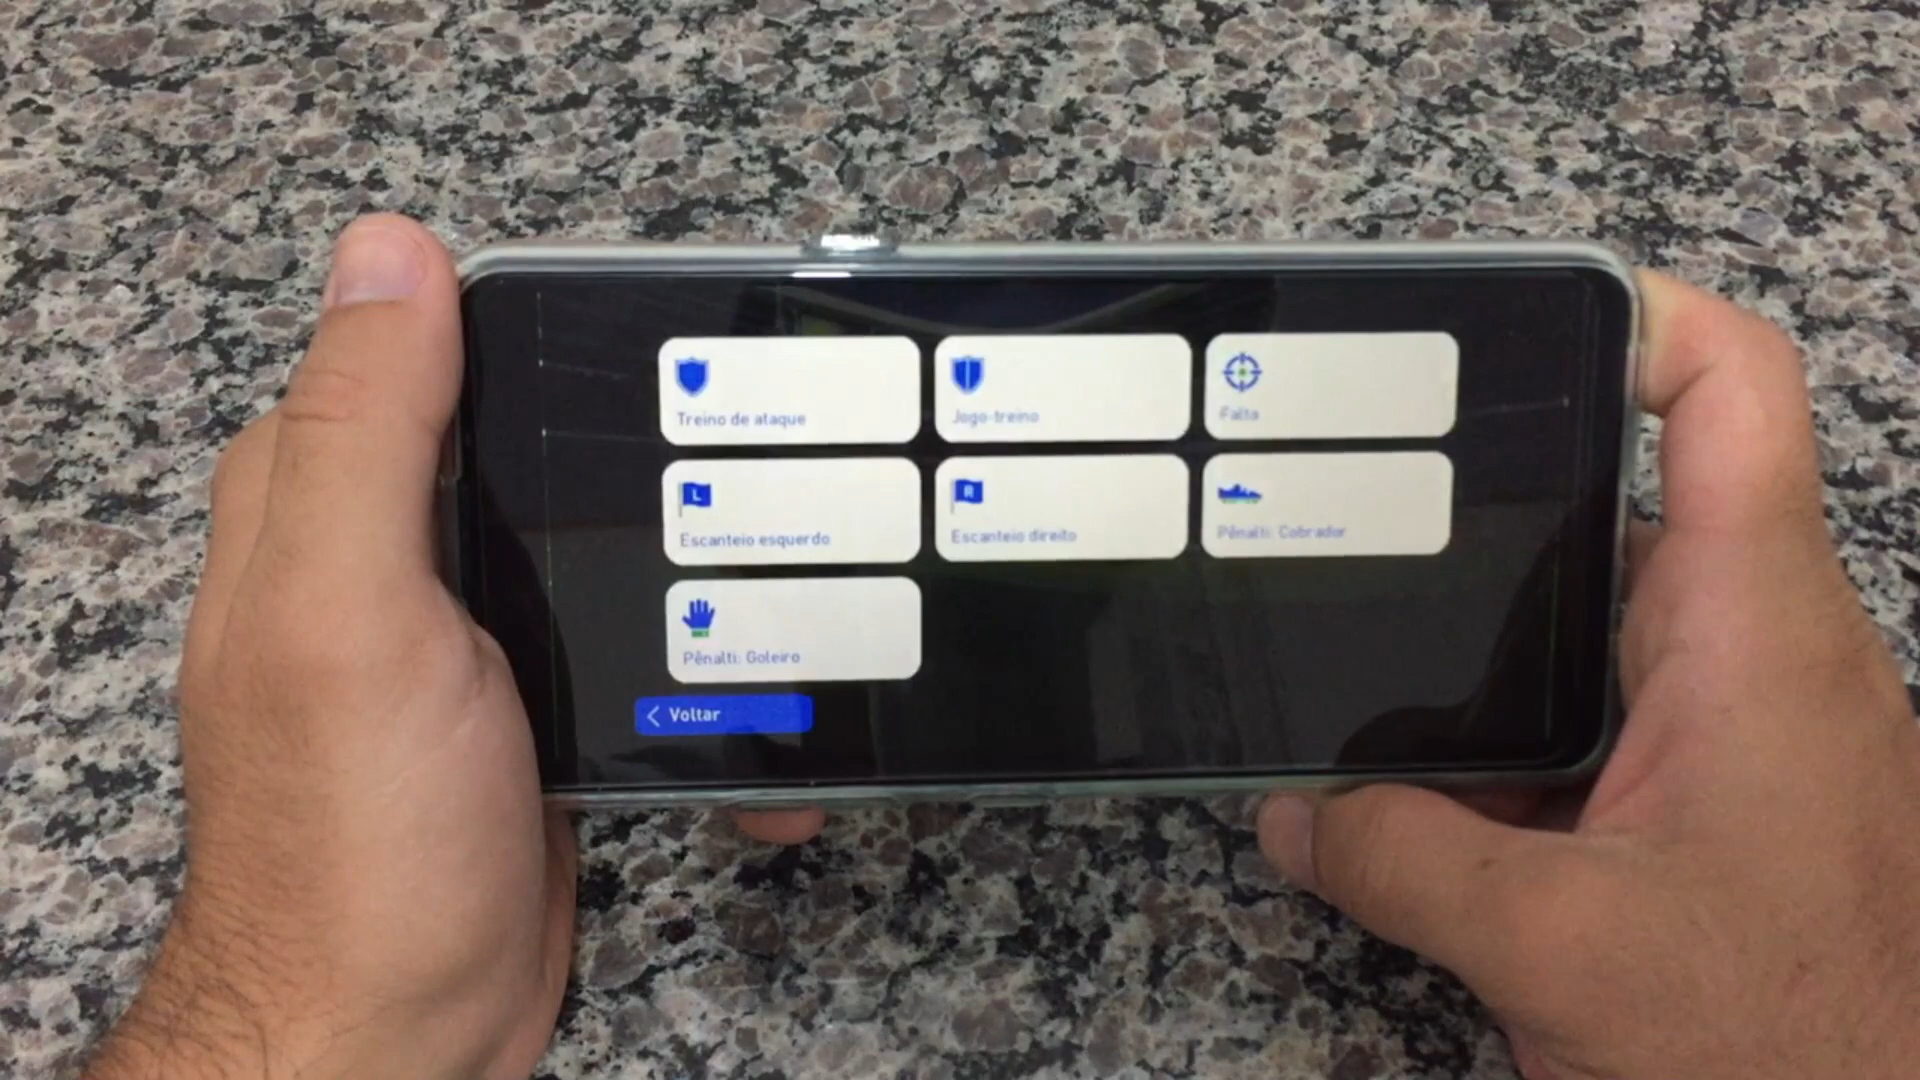 Treino de ataque
Jogo-treino
Falta
L
Escanteio esquerdo
R
Escanteio direito
Pênalti: Cobrador
Pênalti: Goleiro
Voltar